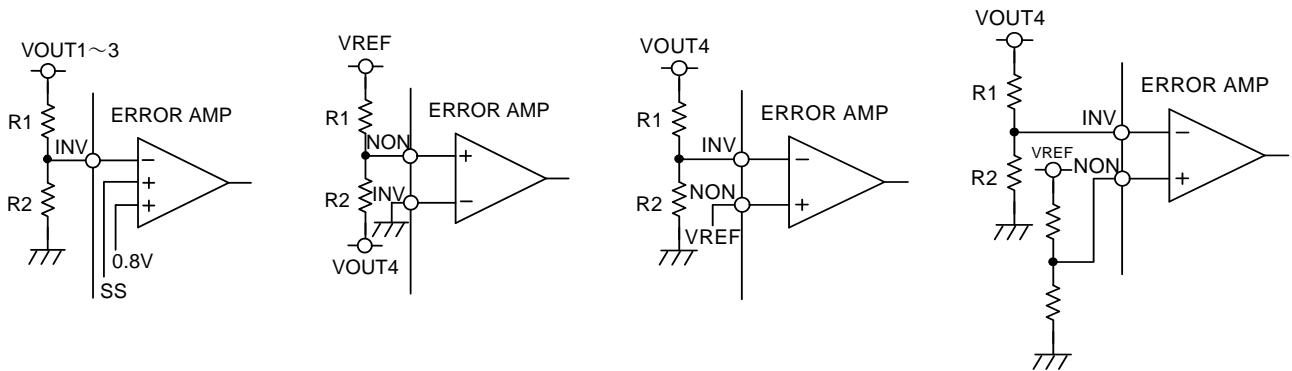 VOUT1～3
R1
ERROR AMP
INV
−
+
+
R2
0.8V
SS
VREF
R1
ERROR AMP
NON
+
R2
INV
−
VOUT4
VOUT4
R1
ERROR AMP
INV
−
R2
NON
+
VREF
VOUT4
R1
ERROR AMP
INV
−
R2
VREF
NON
+